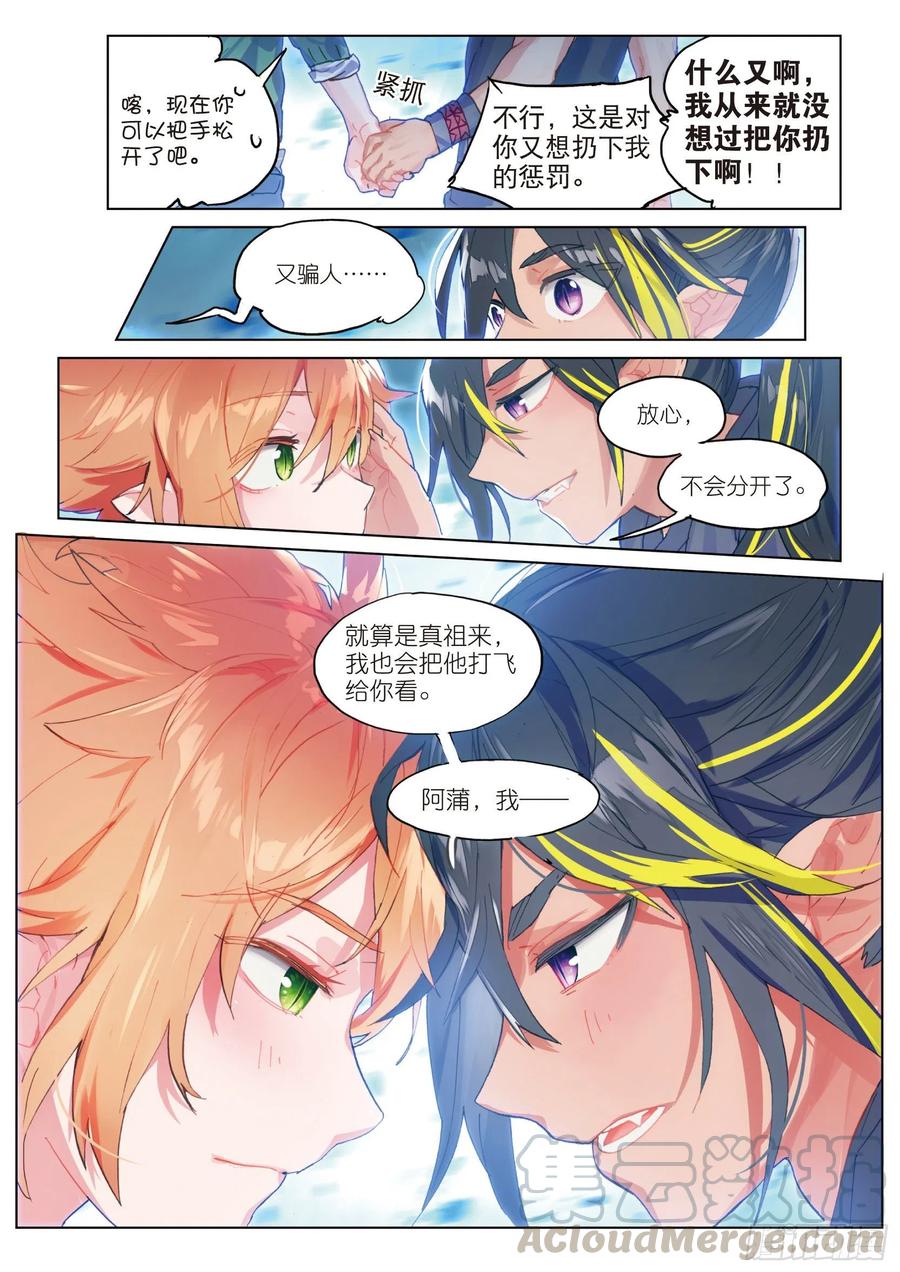 喀，现在你
可以把手松
开了吧。
紧抓
不行，这是对
你又想扔下我
的惩罚。
什么又啊，
我从来就没
想过把你扔
下啊！！
又骗人……
放心，
不会分开了。
就算是真祖来，
我也会把他打飞
给你看。
阿蒲，我——
集云数据
AcloudMerge.com